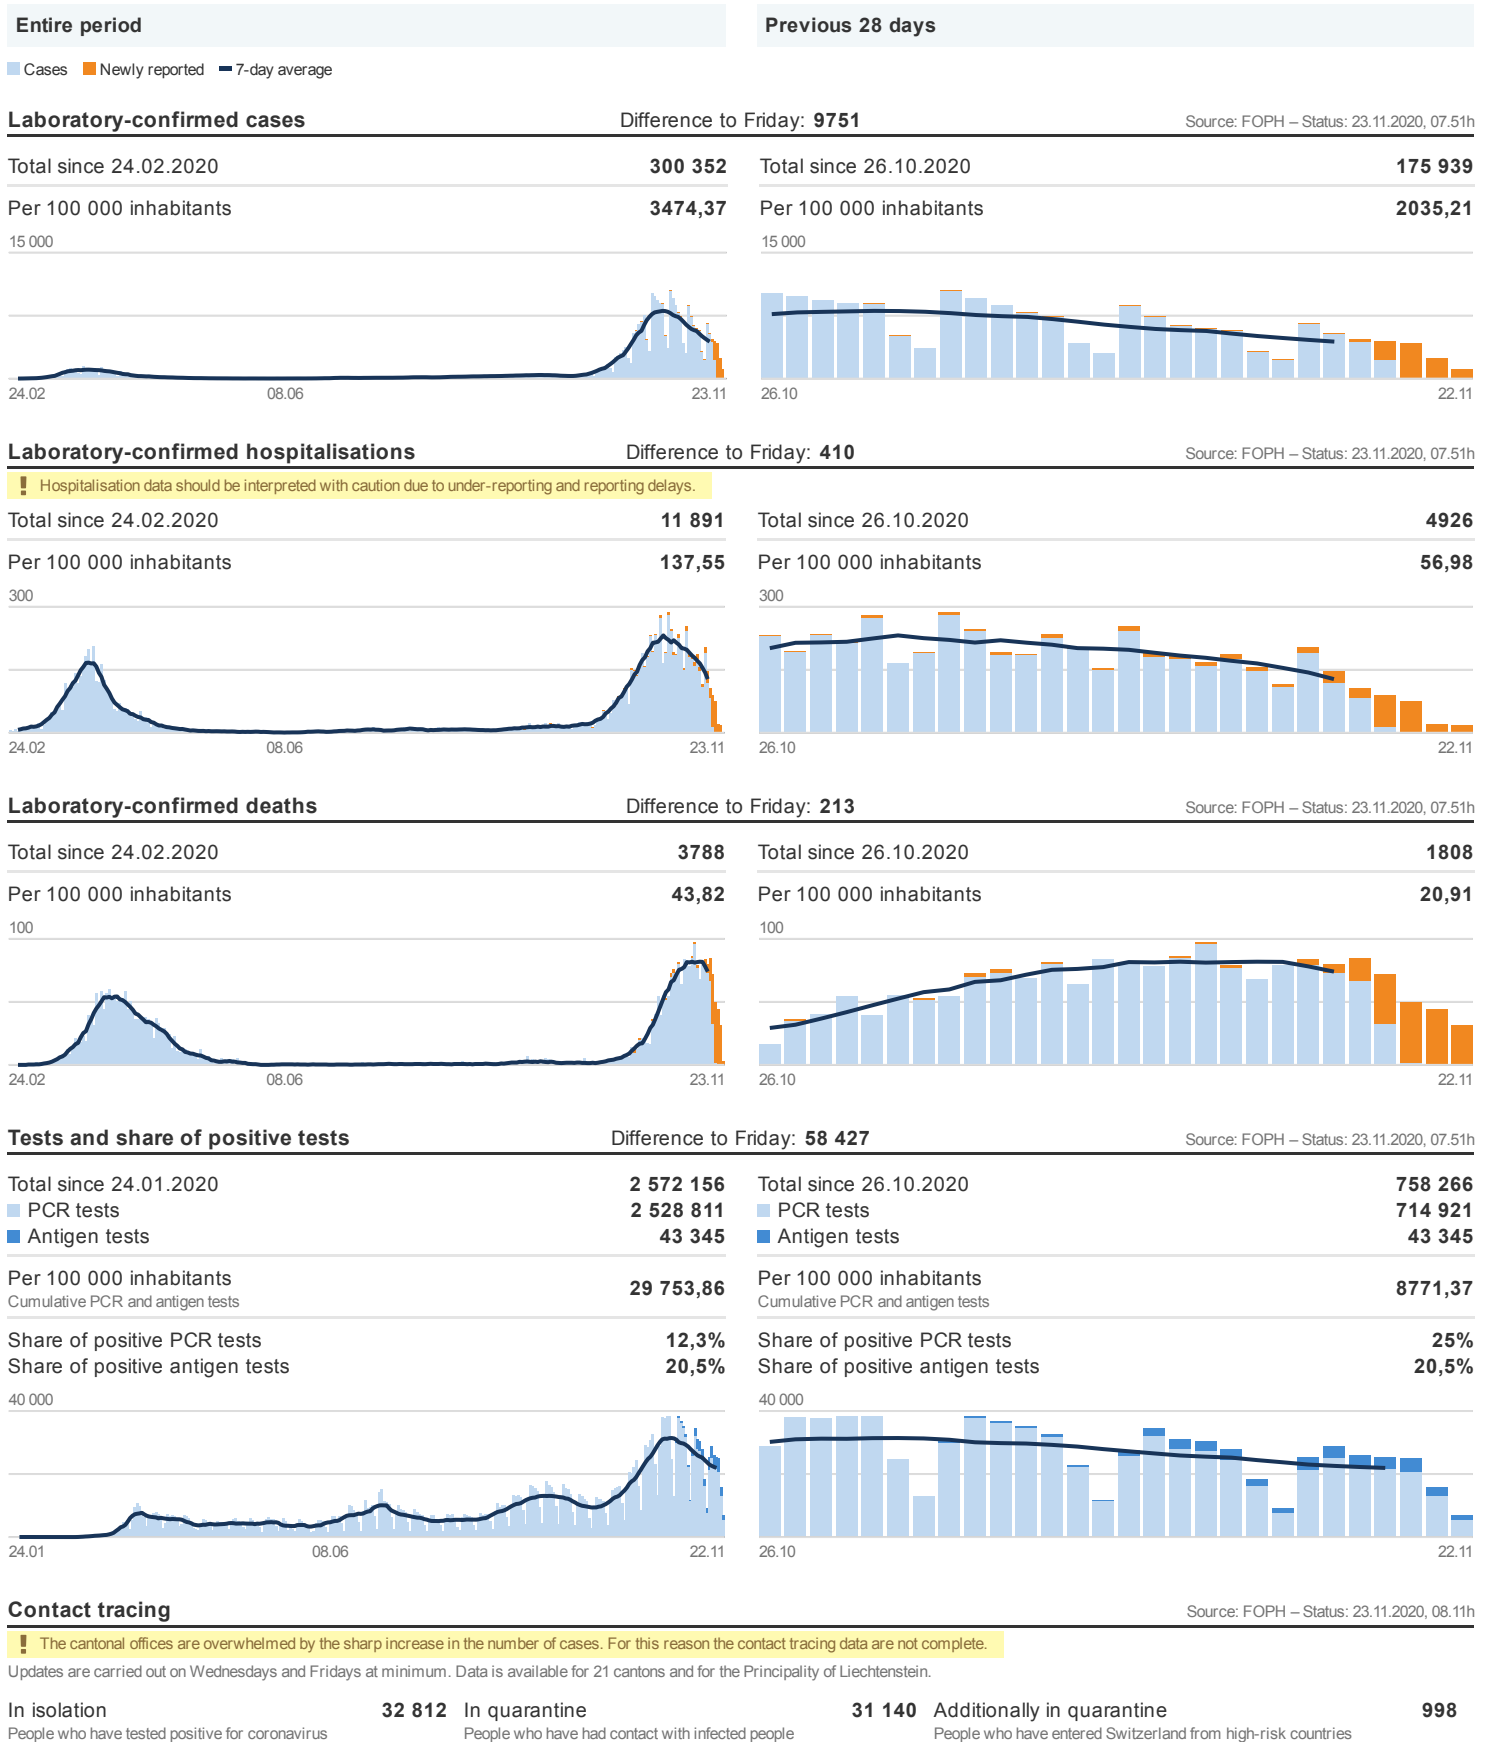 Entire period
Previous 28 days
Cases Newly reported 7-day average
Laboratory-confirmed cases Difference to Friday: 9751 Source: FOPH – Status: 23.11.2020, 07.51h
Total since 24.02.2020 300 352 Total since 26.10.2020 175 939
Per 100 000 inhabitants 3474,37 Per 100 000 inhabitants 2035,21
15 000 15 000
24.02 08.06 23.11 26.10 22.11
Laboratory-confirmed hospitalisations Difference to Friday: 410 Source: FOPH – Status: 23.11.2020, 07.51h
! Hospitalisation data should be interpreted with caution due to under-reporting and reporting delays.
Total since 24.02.2020 11 891 Total since 26.10.2020 4926
Per 100 000 inhabitants 137,55 Per 100 000 inhabitants 56,98
300 300
24.02 08.06 23.11 26.10 22.11
Laboratory-confirmed deaths Difference to Friday: 213 Source: FOPH – Status: 23.11.2020, 07.51h
Total since 24.02.2020 3788 Total since 26.10.2020 1808
Per 100 000 inhabitants 43,82 Per 100 000 inhabitants 20,91
100 100
24.02 08.06 23.11 26.10 22.11
Tests and share of positive tests Difference to Friday: 58 427 Source: FOPH – Status: 23.11.2020, 07.51h
Total since 24.01.2020 2 572 156 Total since 26.10.2020 758 266
PCR tests 2 528 811 PCR tests 714 921
Antigen tests 43 345 Antigen tests 43 345
Per 100 000 inhabitants 29 753,86 Per 100 000 inhabitants 8771,37
Cumulative PCR and antigen tests Cumulative PCR and antigen tests
Share of positive PCR tests 12,3% Share of positive PCR tests 25%
Share of positive antigen tests 20,5% Share of positive antigen tests 20,5%
40 000 40 000
24.01 08.06 22.11 26.10 22.11
Contact tracing Source: FOPH – Status: 23.11.2020, 08.11h
! The cantonal offices are overwhelmed by the sharp increase in the number of cases. For this reason the contact tracing data are not complete.
Updates are carried out on Wednesdays and Fridays at minimum. Data is available for 21 cantons and for the Principality of Liechtenstein.
In isolation 32 812 In quarantine 31 140 Additionally in quarantine 998
People who have tested positive for coronavirus People who have had contact with infected people People who have entered Switzerland from high-risk countries